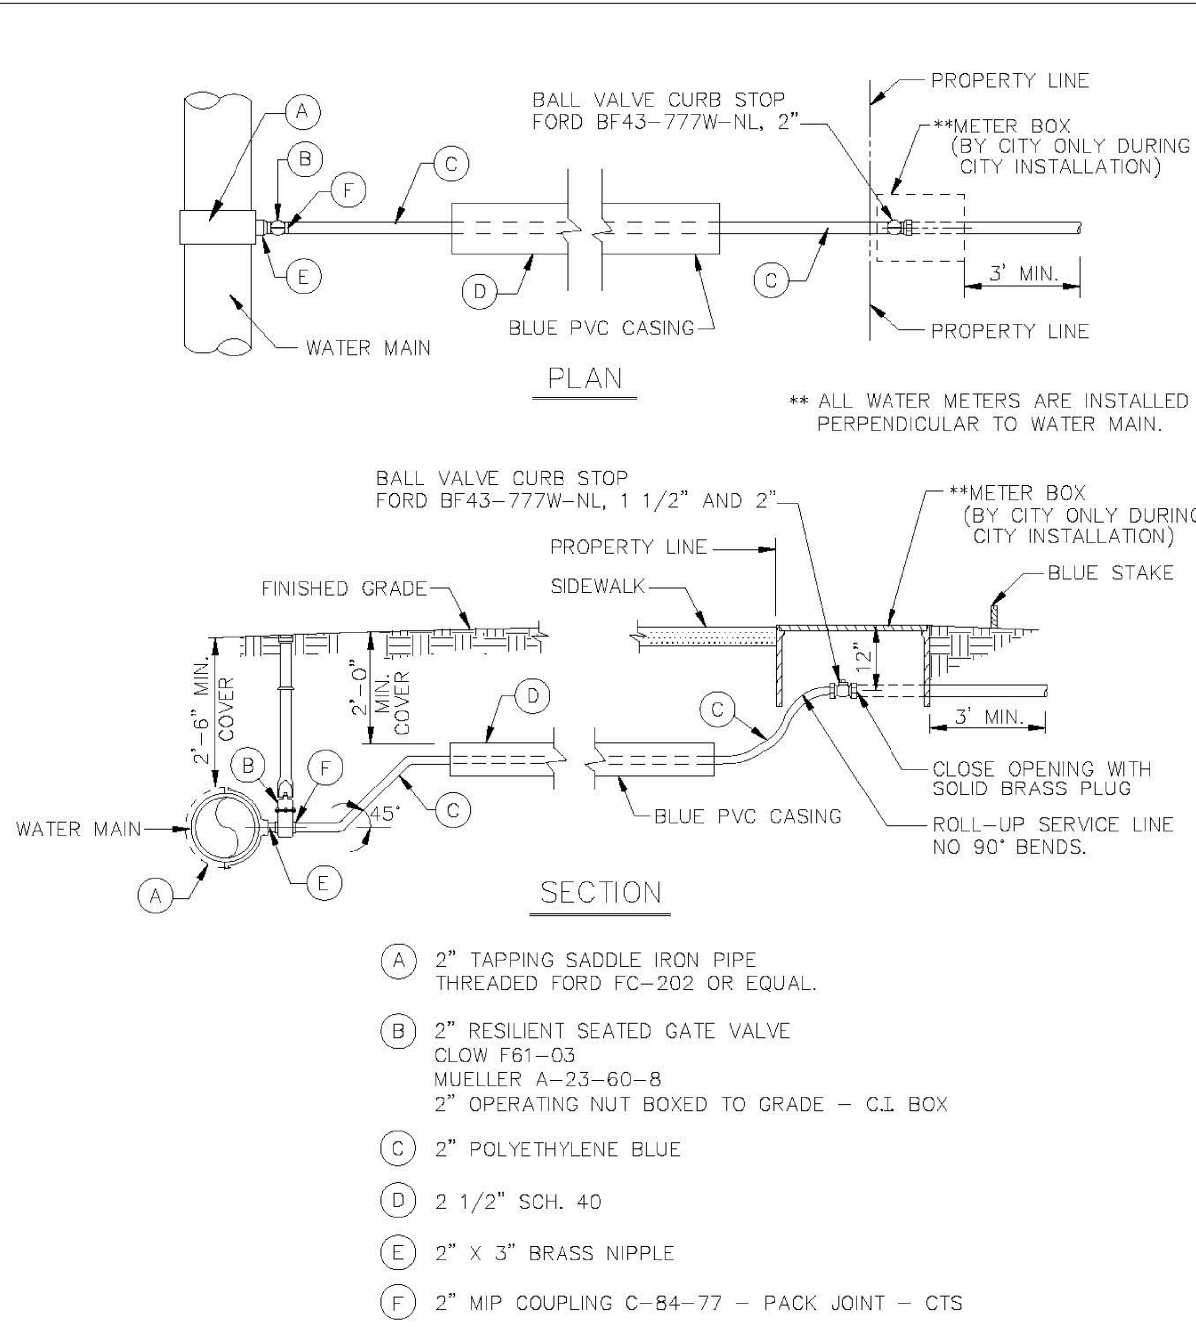 PROPERTY LINE
BALL VALVE CURB STOP
FORD BF43-777W-NL, 2"
**METER BOX
(BY CITY ONLY DURING
CITY INSTALLATION)
A
B
C
F
E
D
C
3' MIN.
BLUE PVC CASING
PROPERTY LINE
WATER MAIN
PLAN
** ALL WATER METERS ARE INSTALLED
PERPENDICULAR TO WATER MAIN.
BALL VALVE CURB STOP
FORD BF43-777W-NL, 1 1/2" AND 2"
**METER BOX
(BY CITY ONLY DURING
CITY INSTALLATION)
PROPERTY LINE
BLUE STAKE
FINISHED GRADE
SIDEWALK
2'-6" MIN.
COVER
2'-0"
MIN.
COVER
12"
D
C
3' MIN.
B
F
C
45°
CLOSE OPENING WITH
SOLID BRASS PLUG
BLUE PVC CASING
WATER MAIN
ROLL-UP SERVICE LINE
NO 90° BENDS.
A
E
SECTION
A 2" TAPPING SADDLE IRON PIPE
THREADED FORD FC-202 OR EQUAL.
B 2" RESILIENT SEATED GATE VALVE
CLOW F61-03
MUELLER A-23-60-8
2" OPERATING NUT BOXED TO GRADE - C.I. BOX
C 2" POLYETHYLENE BLUE
D 2 1/2" SCH. 40
E 2" X 3" BRASS NIPPLE
F 2" MIP COUPLING C-84-77 - PACK JOINT - CTS